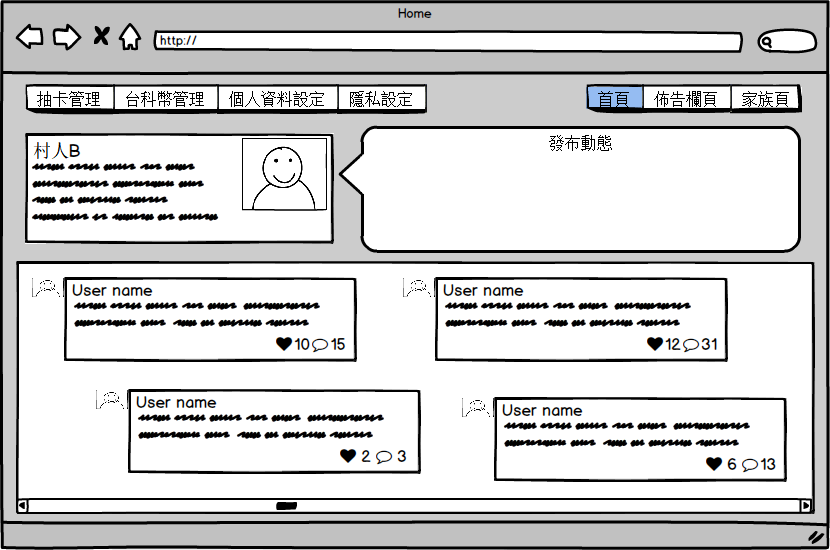 Home
http://
抽卡管理 台科幣管理 個人資料設定 隱私設定
首頁 佈告欄頁 家族頁
村人B
發布動態
User name
10 15
User name
12 31
User name
2 3
User name
6 13